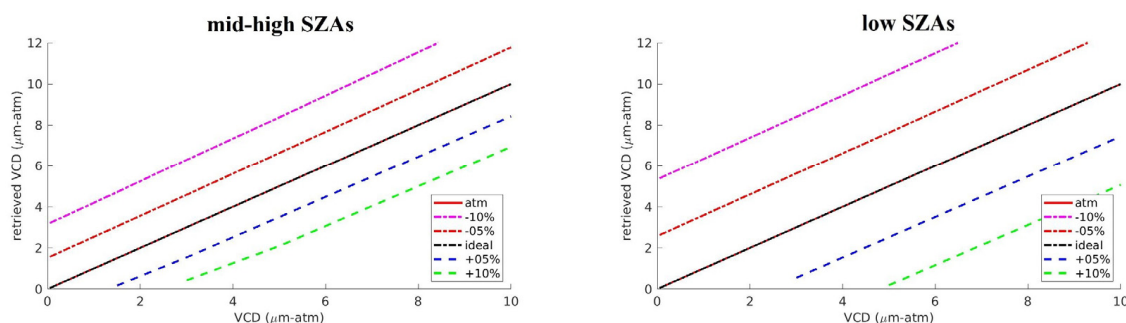 mid-high SZAs
12
10
8
6
4
2
0
retrieved VCD (μm-atm)
0 2 4 6 8 10
VCD (μm-atm)
atm
-10%
-05%
ideal
+05%
+10%
low SZAs
12
10
8
6
4
2
0
retrieved VCD (μm-atm)
0 2 4 6 8 10
VCD (μm-atm)
atm
-10%
-05%
ideal
+05%
+10%